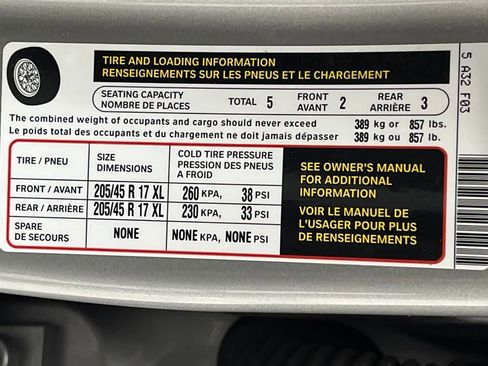 TIRE AND LOADING INFORMATION
RENSEIGNEMENTS SUR LES PNEUS ET LE CHARGEMENT
SEATING CAPACITY
NOMBRE DE PLACES
TOTAL 5
FRONT
AVANT 2
REAR
ARRIÈRE 3
The combined weight of occupants and cargo should never exceed 389 kg or 857 lbs.
Le poids total des occupants et du chargement ne doit jamais dépasser 389 kg ou 857 lb.
TIRE / PNEU
SIZE
DIMENSIONS
COLD TIRE PRESSURE
PRESSION DES PNEUS
A FROID
FRONT / AVANT 205/45 R 17 XL 260 KPA, 38 PSI
REAR / ARRIÈRE 205/45 R 17 XL 230 KPA, 33 PSI
SPARE
DE SECOURS
NONE
NONE KPA, NONE PSI
SEE OWNER'S MANUAL
FOR ADDITIONAL
INFORMATION
VOIR LE MANUEL DE
L'USAGER POUR PLUS
DE RENSEIGNEMENTS
5 A32 F03